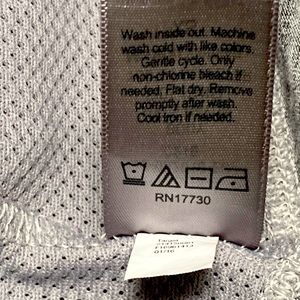 Wash inside out. Machine
wash cold with like colors.
Gentle cycle. Only
non-chlorine bleach if
needed. Flat dry. Remove
promptly after wash.
Cool iron if needed.
RN17730